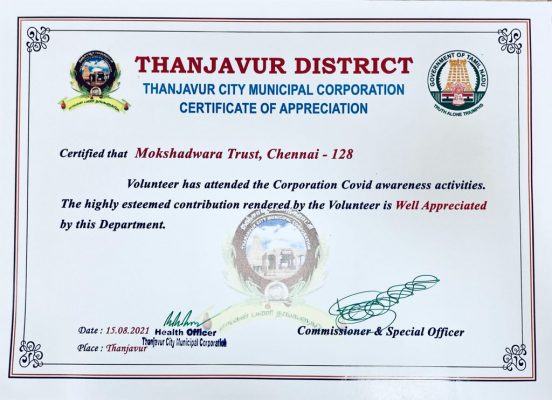 THANJAVUR DISTRICT
THANJAVUR CITY MUNICIPAL CORPORATION
CERTIFICATE OF APPRECIATION
GOVERNMENT OF TAMIL NADU
TRUTH ALONE TRIUMPHS
Certified that Mokshadwara Trust, Chennai - 128
Volunteer has attended the Corporation Covid awareness activities.
The highly esteemed contribution rendered by the Volunteer is Well Appreciated
by this Department.
Date : 15.08.2021
Health Officer
Thanjavur City Municipal Corporation
Place : Thanjavur
Commissioner & Special Officer